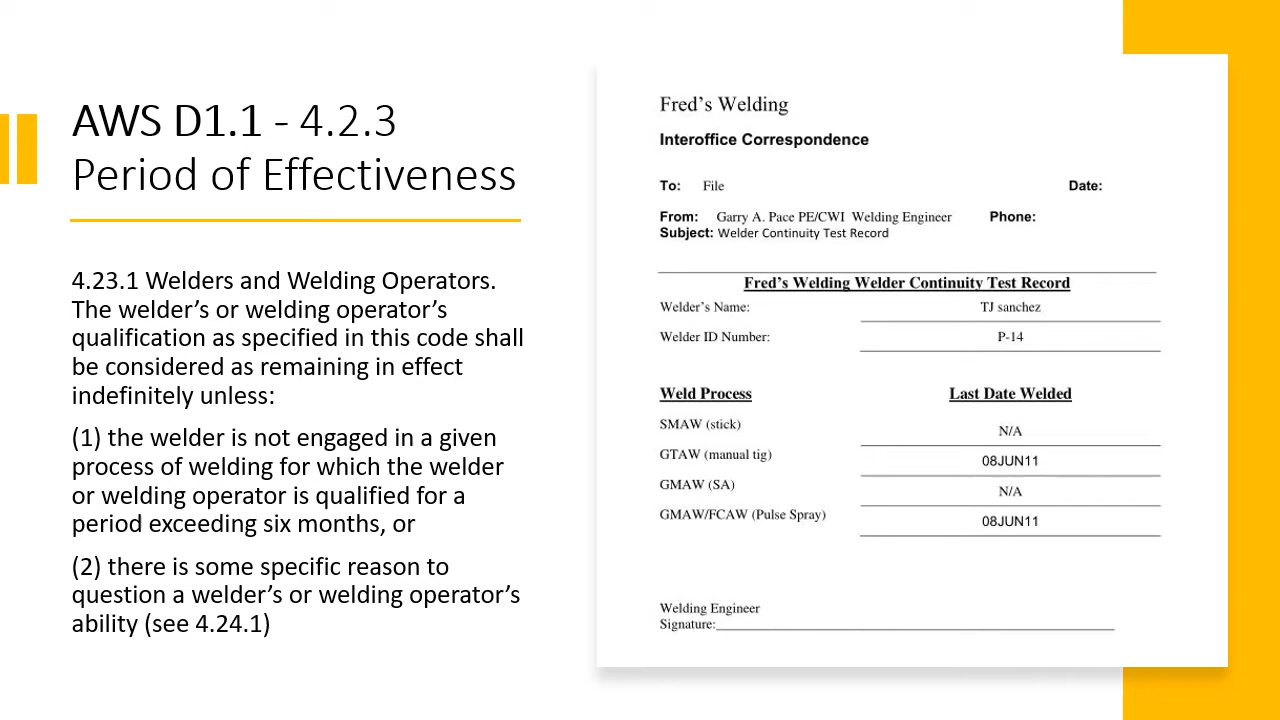 AWS D1.1 - 4.2.3
Period of Effectiveness
4.23.1 Welders and Welding Operators.
The welder’s or welding operator’s
qualification as specified in this code shall
be considered as remaining in effect
indefinitely unless:
(1) the welder is not engaged in a given
process of welding for which the welder
or welding operator is qualified for a
period exceeding six months, or
(2) there is some specific reason to
question a welder’s or welding operator’s
ability (see 4.24.1)
Fred’s Welding
Interoffice Correspondence
To: File Date:
From: Garry A. Pace PE/CWI Welding Engineer Phone:
Subject: Welder Continuity Test Record
Fred’s Welding Welder Continuity Test Record
Welder’s Name: TJ sanchez
Welder ID Number: P-14
Weld Process Last Date Welded
SMAW (stick) N/A
GTAW (manual tig) 08JUN11
GMAW (SA) N/A
GMAW/FCAW (Pulse Spray) 08JUN11
Welding Engineer
Signature: